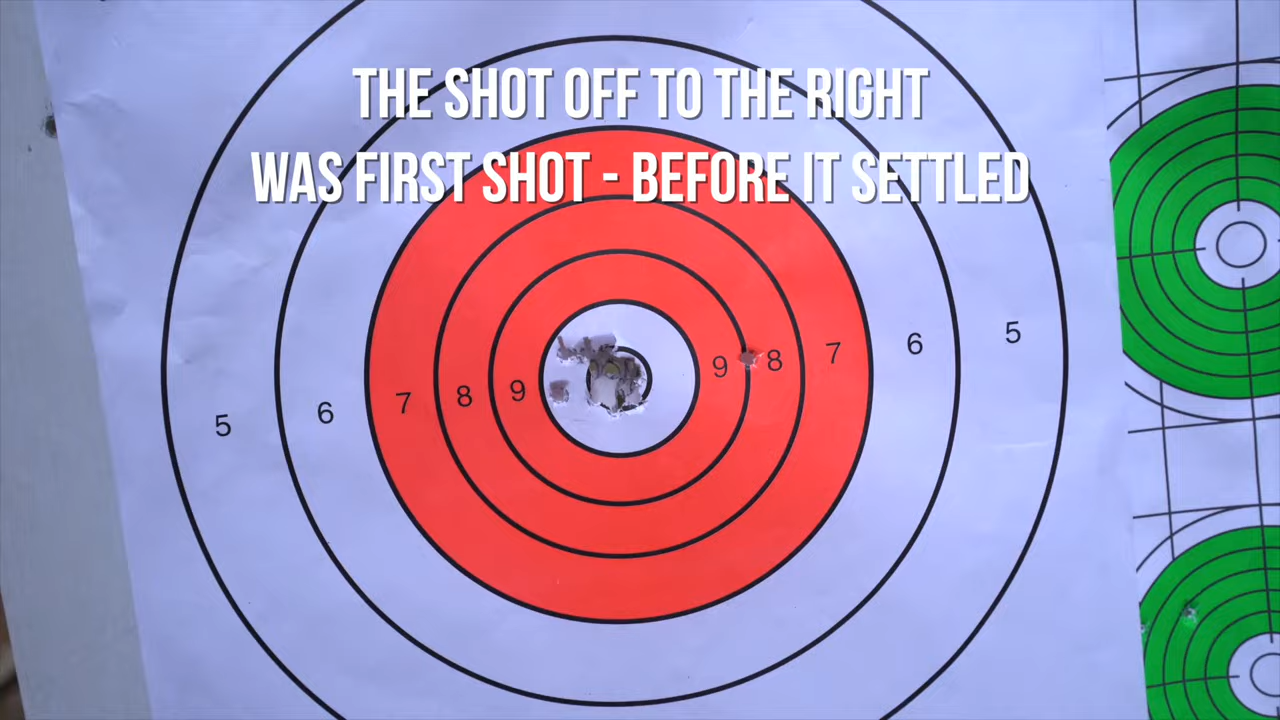 THE SHOT OFF TO THE RIGHT
WAS FIRST SHOT - BEFORE IT SETTLED
5 6 7 8 9 9 8 7 6 5